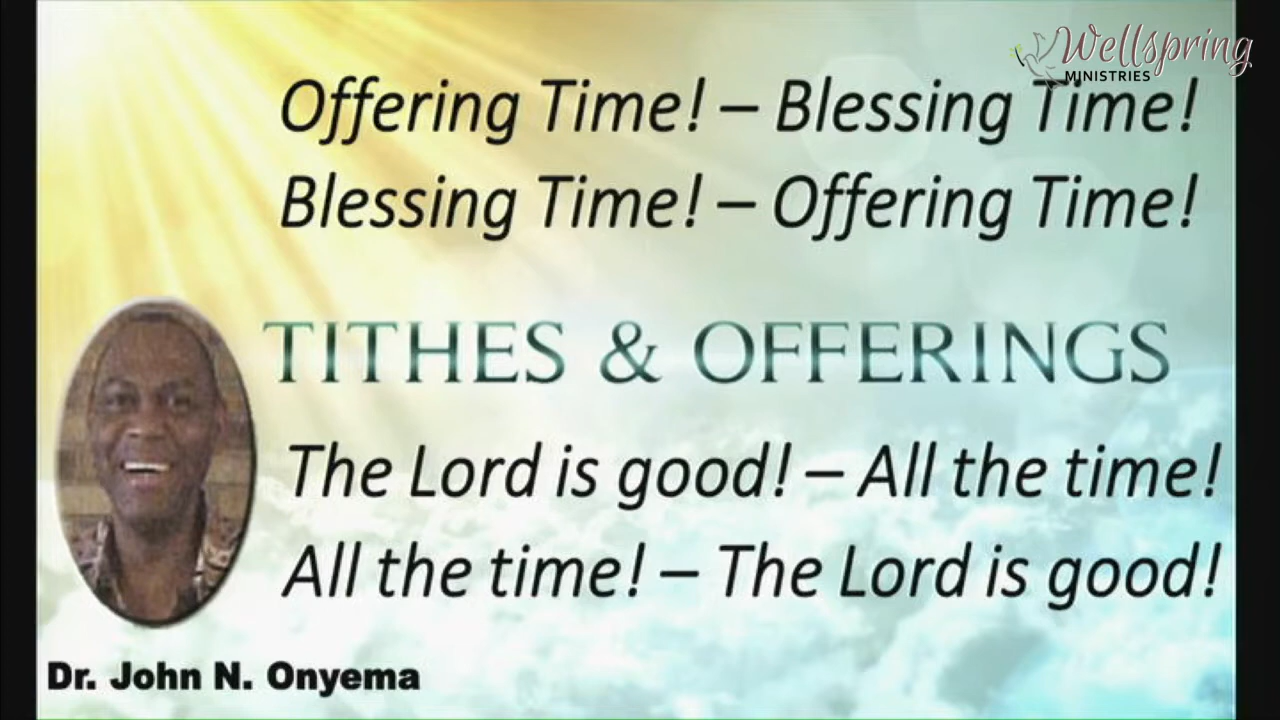 Wellspring
MINISTRIES
Offering Time! – Blessing Time!
Blessing Time! – Offering Time!
TITHES & OFFERINGS
The Lord is good! – All the time!
All the time! – The Lord is good!
Dr. John N. Onyema